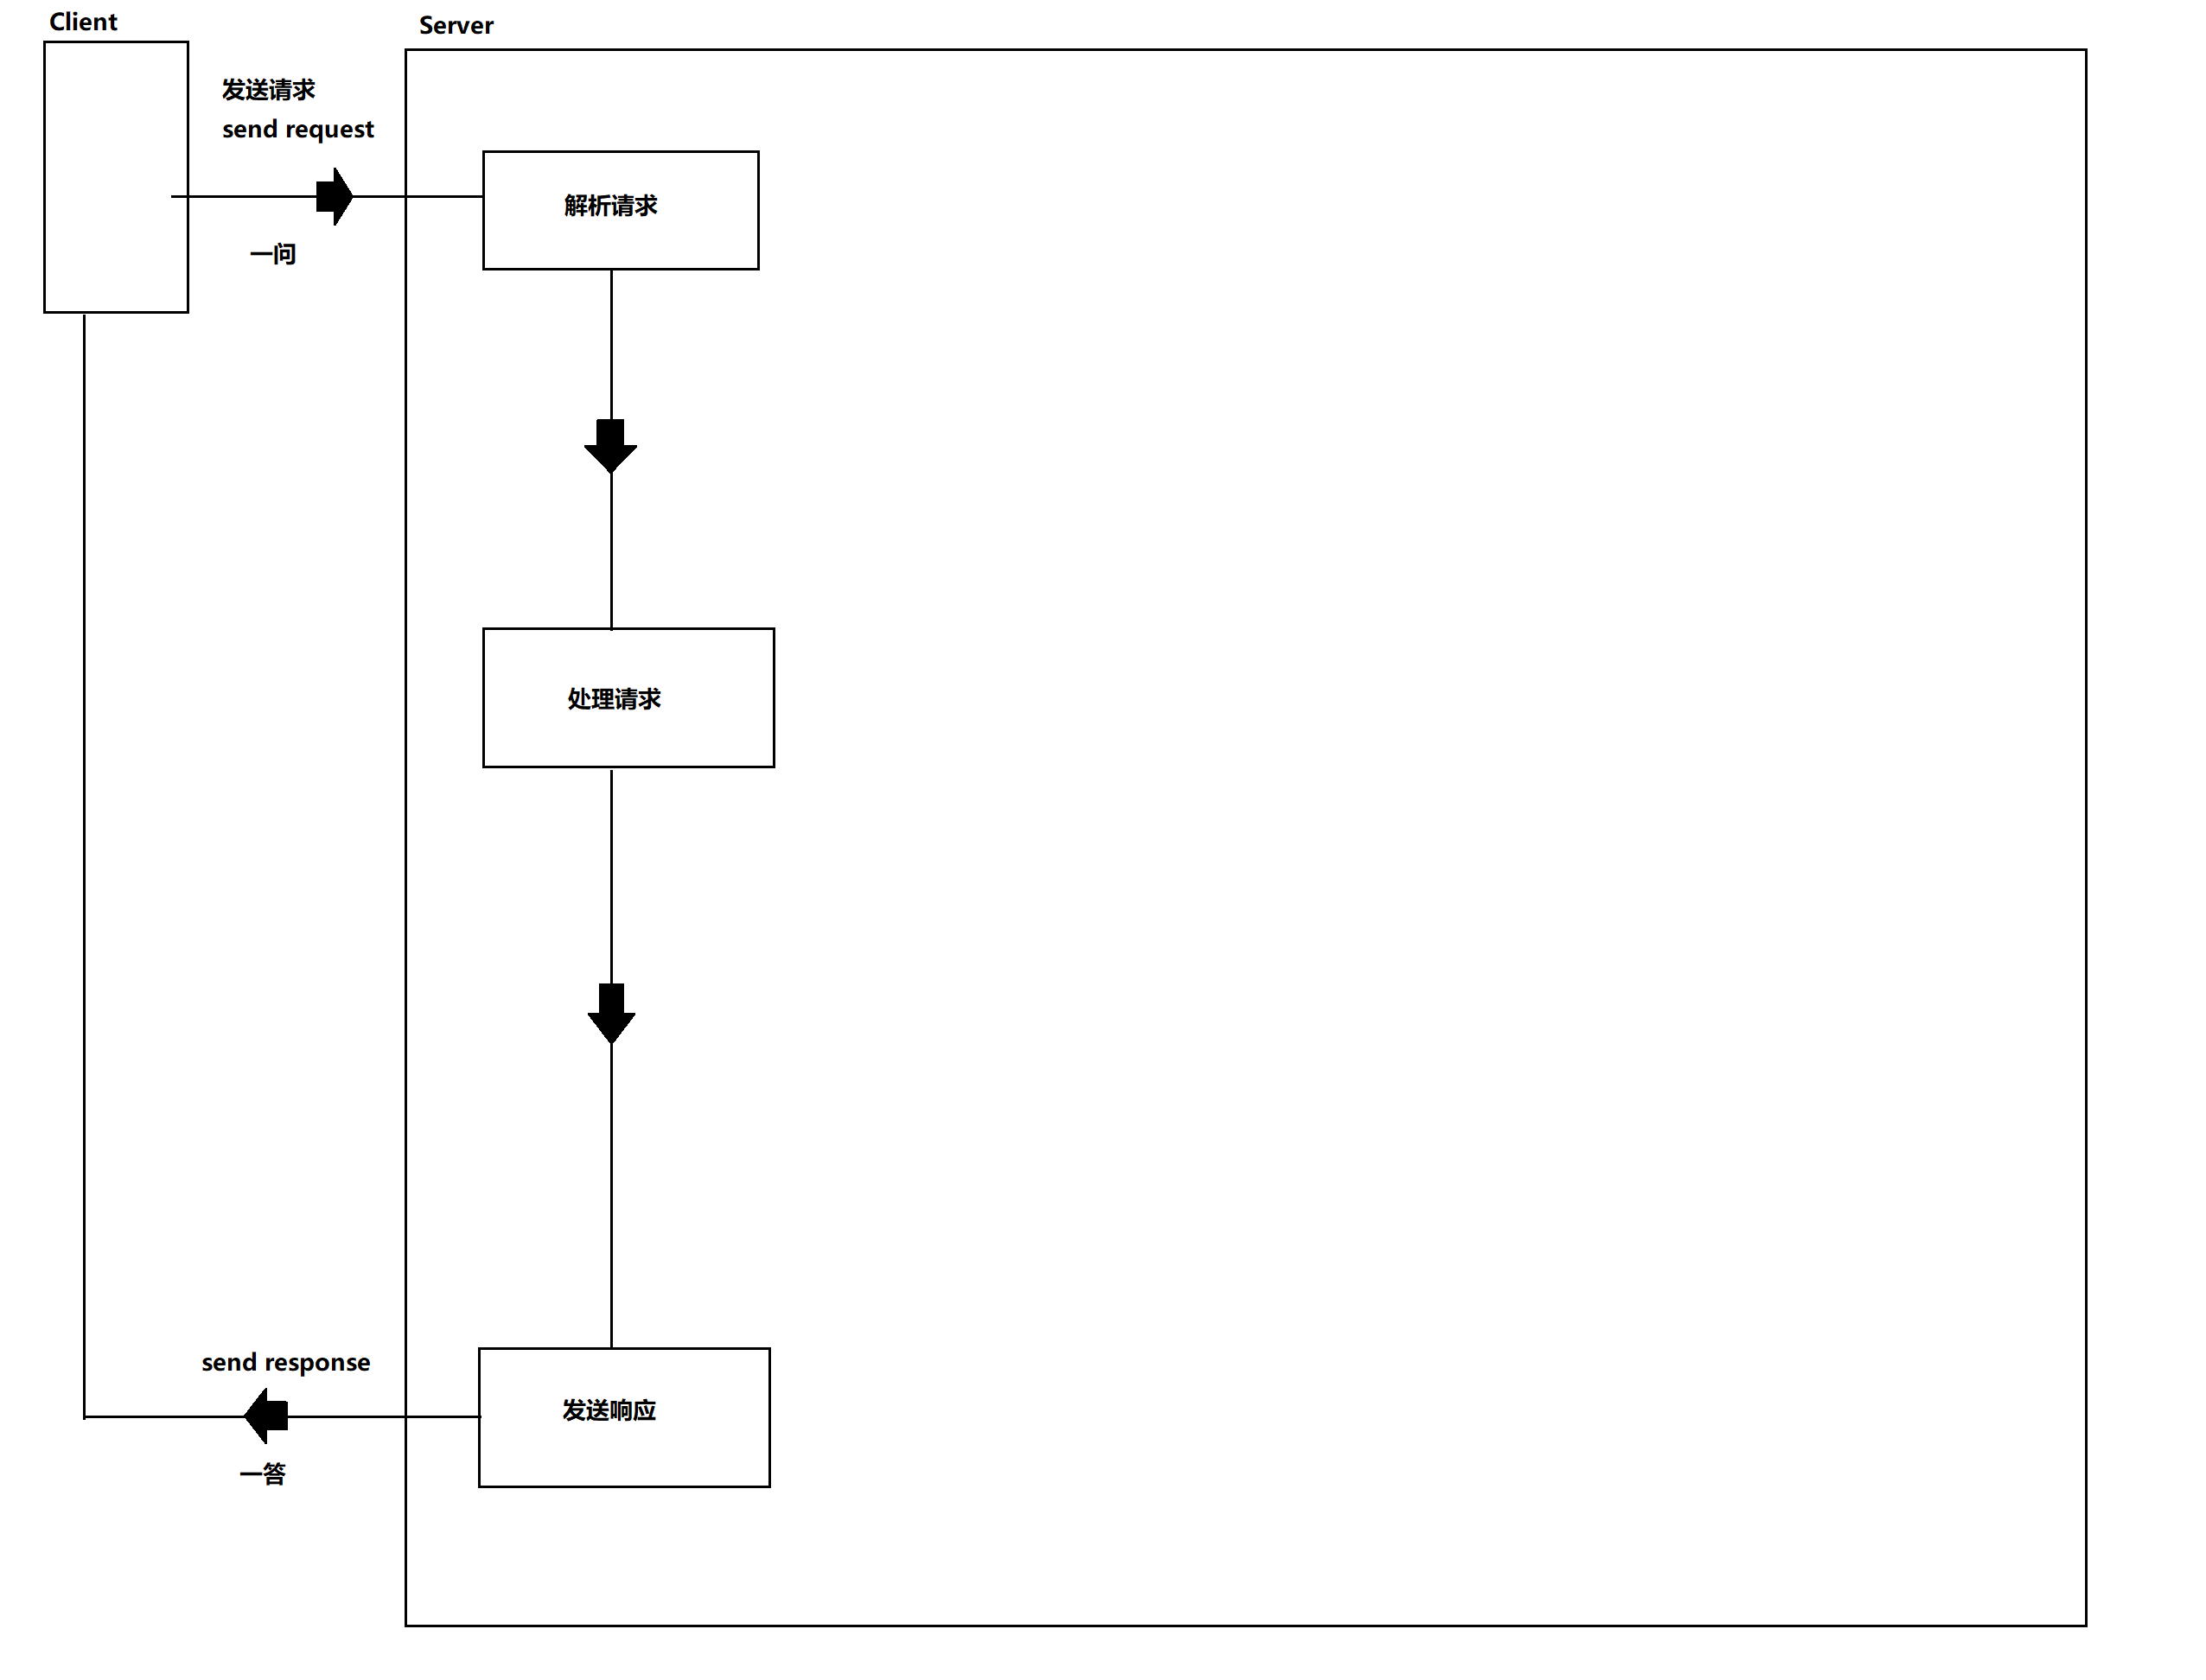 Client
Server
发送请求
send request
解析请求
一问
处理请求
send response
发送响应
一答